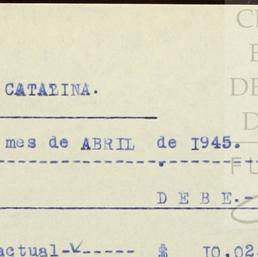 CATALINA.
mes de ABRIL de 1945.
DEBE.-
actual-✓----- $ 10.02